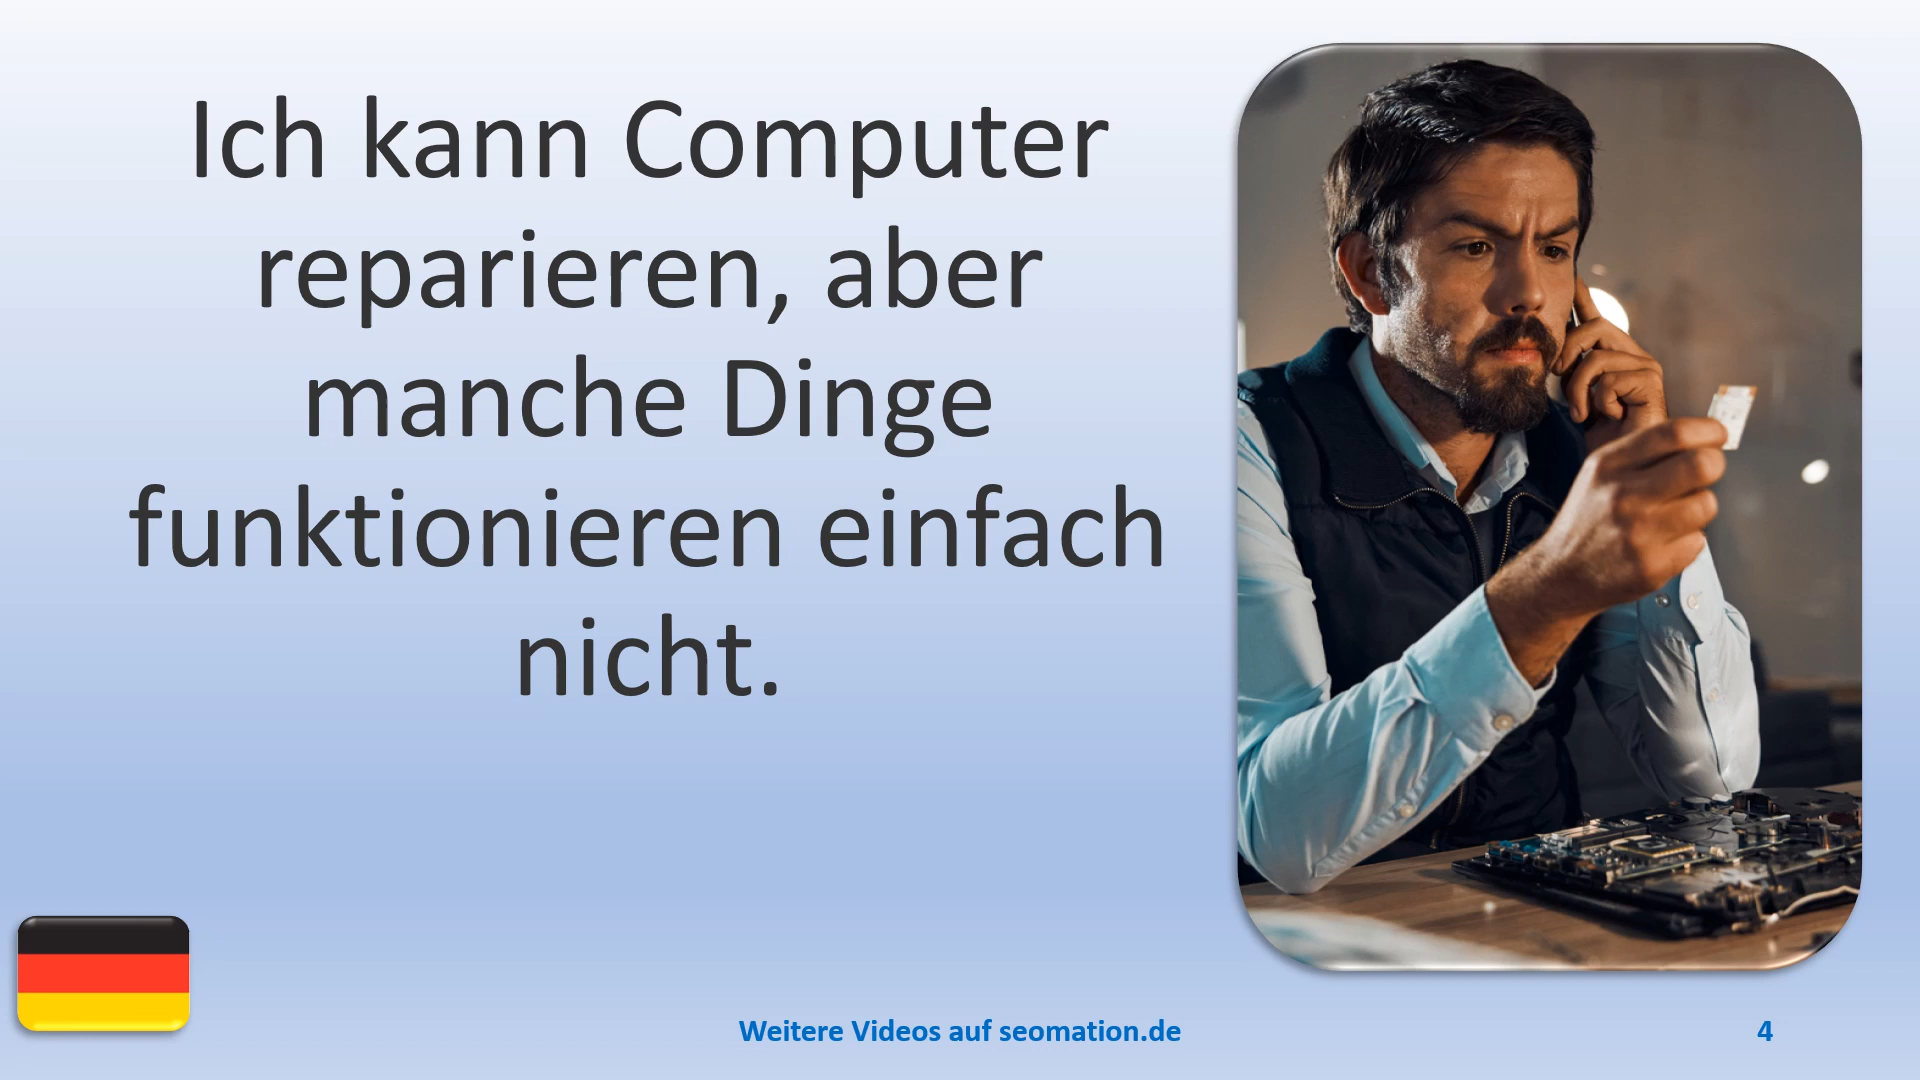 Ich kann Computer
reparieren, aber
manche Dinge
funktionieren einfach
nicht.
Weitere Videos auf seomation.de
4